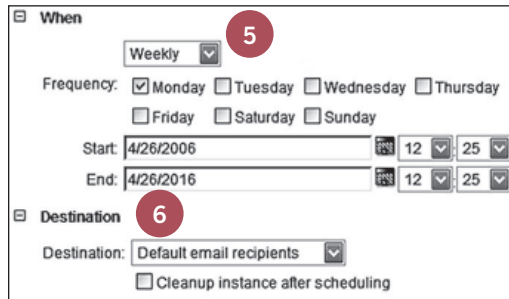 When
5
Weekly
Frequency: Monday Tuesday Wednesday Thursday
Friday Saturday Sunday
Start: 4/26/2006 12 : 25
End: 4/26/2016 12 : 25
Destination
6
Destination: Default email recipients
Cleanup instance after scheduling